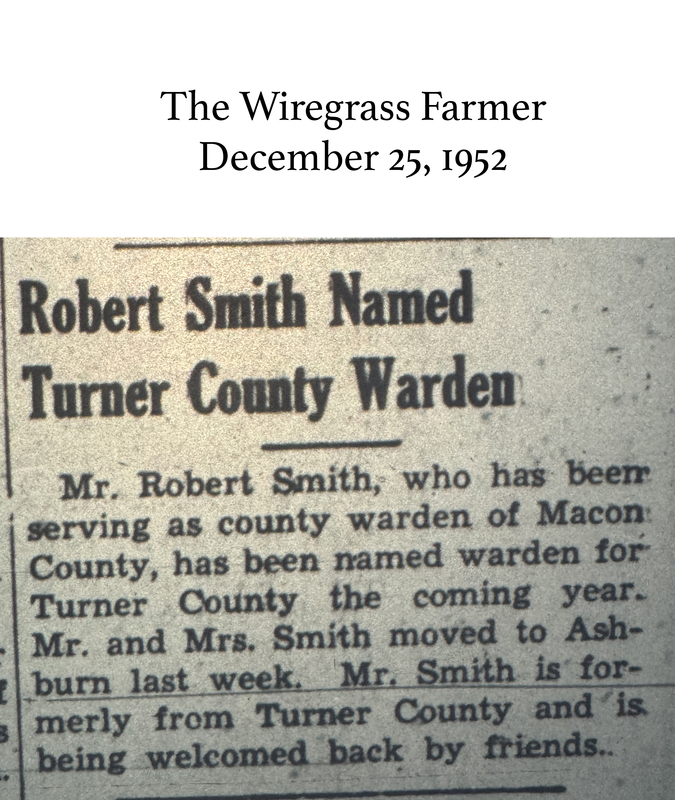 The Wiregrass Farmer
December 25, 1952
Robert Smith Named
Turner County Warden
Mr. Robert Smith, who has been
serving as county warden of Macon
County, has been named warden for
Turner County the coming year.
Mr. and Mrs. Smith moved to Ash-
burn last week. Mr. Smith is for-
merly from Turner County and is
being welcomed back by friends..